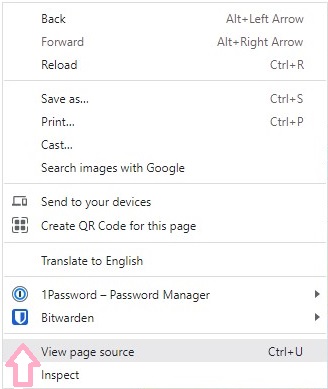 Back Alt+Left Arrow
Forward Alt+Right Arrow
Reload Ctrl+R
Save as... Ctrl+S
Print... Ctrl+P
Cast...
Search images with Google
Send to your devices
Create QR Code for this page
Translate to English
1Password – Password Manager
Bitwarden
View page source Ctrl+U
Inspect